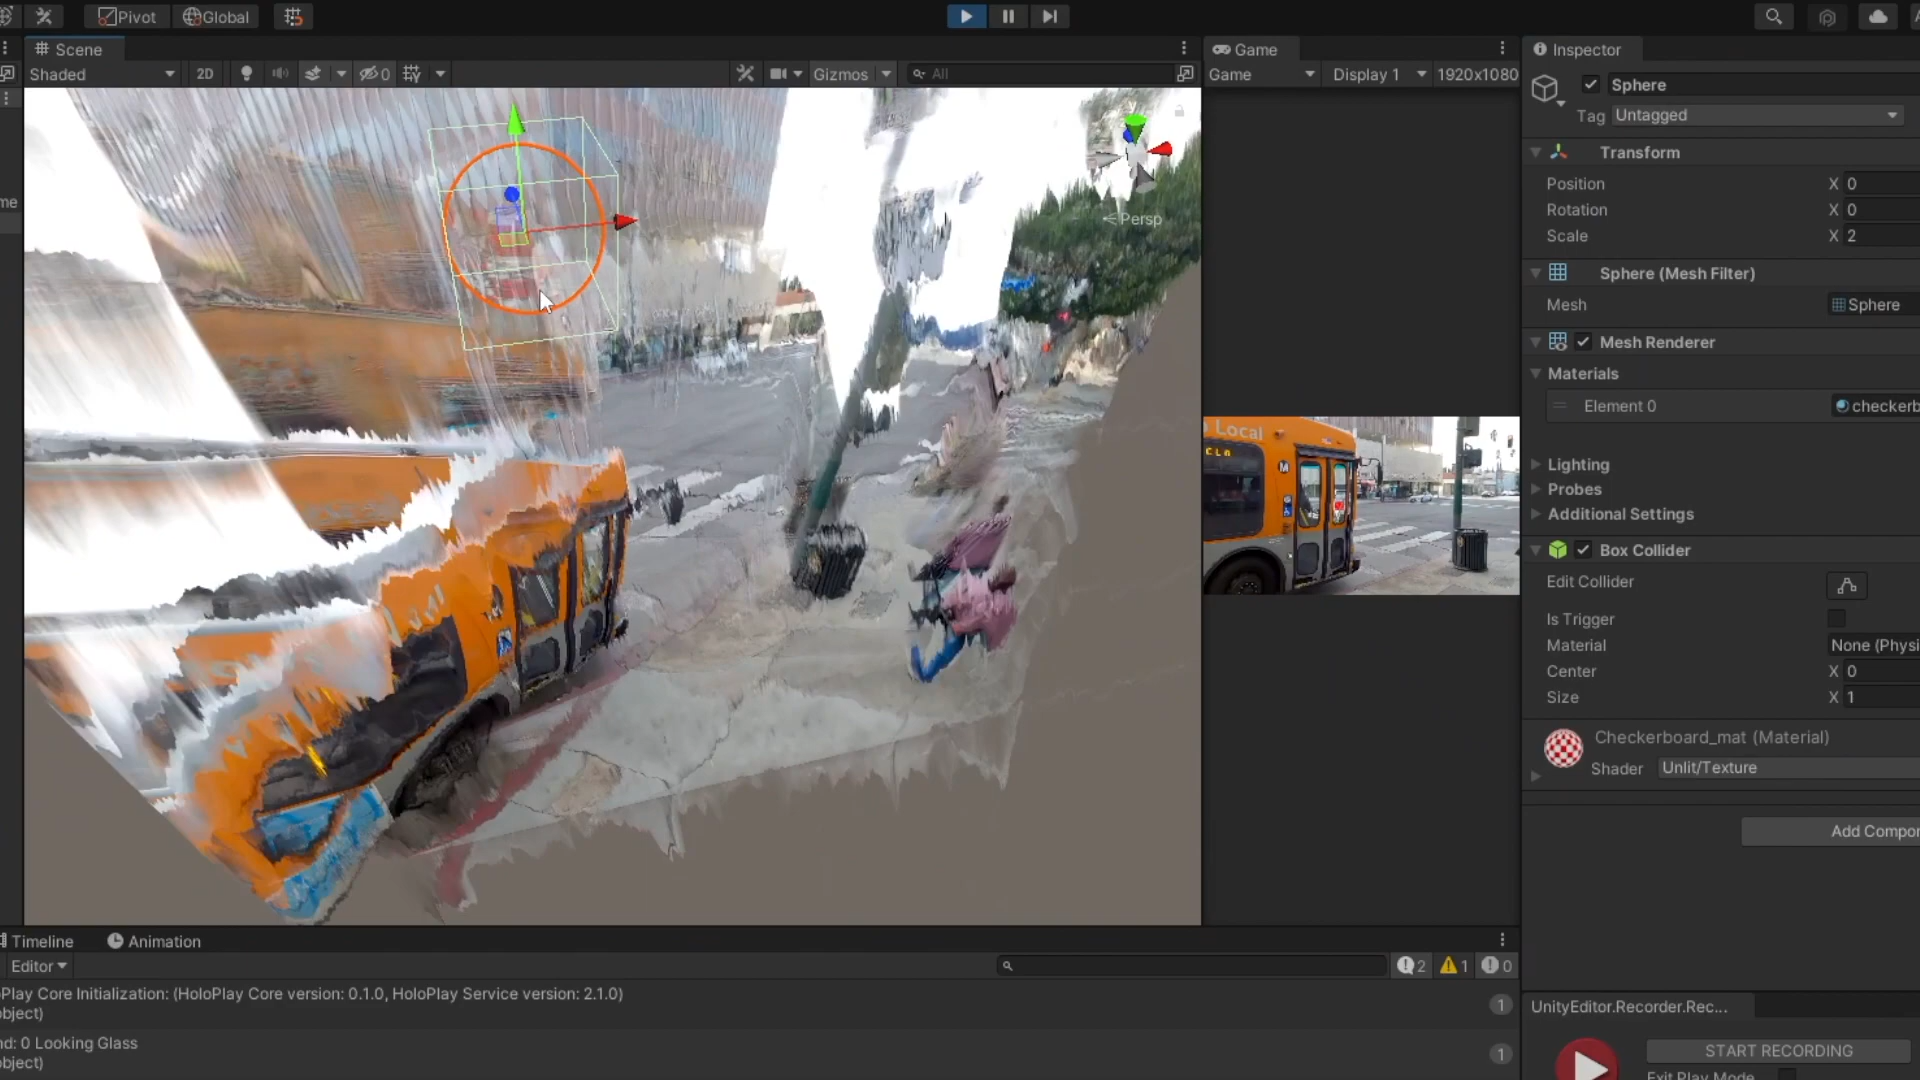 Pivot
Global
Scene
Shaded
2D
0
Gizmos
All
Persp
Game
Game
Display 1
1920x1080
Local
M
Inspector
Sphere
Tag
Untagged
Transform
Position X 0
Rotation X 0
Scale X 2
Sphere (Mesh Filter)
Mesh
Sphere
Mesh Renderer
Materials
Element 0
checkerb
Lighting
Probes
Additional Settings
Box Collider
Edit Collider
Is Trigger
Material
None (Physi
Center X 0
Size X 1
Checkerboard_mat (Material)
Shader
Unlit/Texture
Add Compor
Timeline
Animation
Editor
2
1
0
Play Core Initialization: (HoloPlay Core version: 0.1.0, HoloPlay Service version: 2.1.0)
bject)
1
nd: 0 Looking Glass
bject)
1
UnityEditor.Recorder.Rec...
START RECORDING
Exit Play Mode